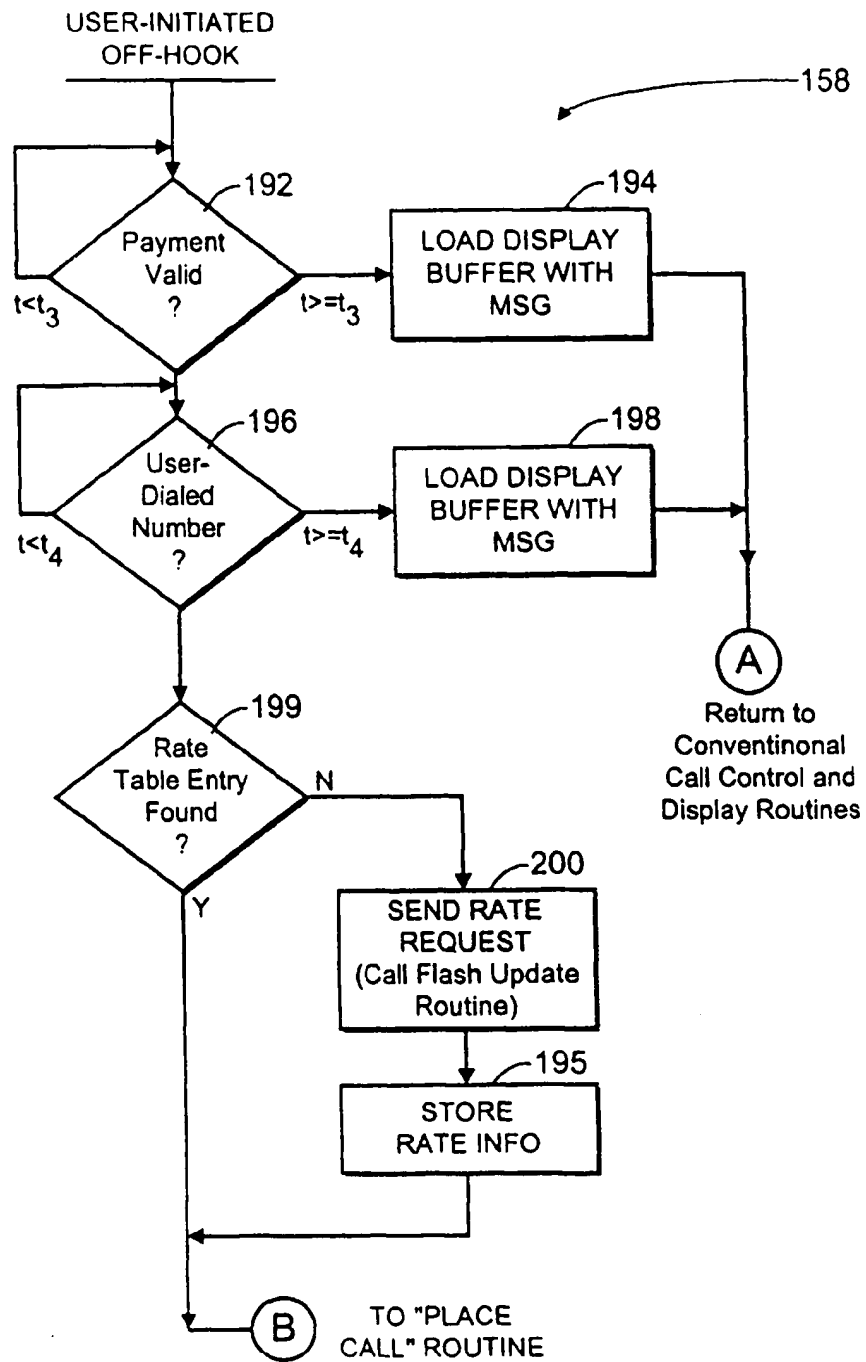 USER-INITIATED
OFF-HOOK
158
192
Payment
Valid
?
t<t3
t>=t3
194
LOAD DISPLAY
BUFFER WITH
MSG
196
User-
Dialed
Number
?
t<t4
t>=t4
198
LOAD DISPLAY
BUFFER WITH
MSG
A
Return to
Conventinonal
Call Control and
Display Routines
199
Rate
Table Entry
Found
?
N
Y
200
SEND RATE
REQUEST
(Call Flash Update
Routine)
195
STORE
RATE INFO
B
TO "PLACE
CALL" ROUTINE